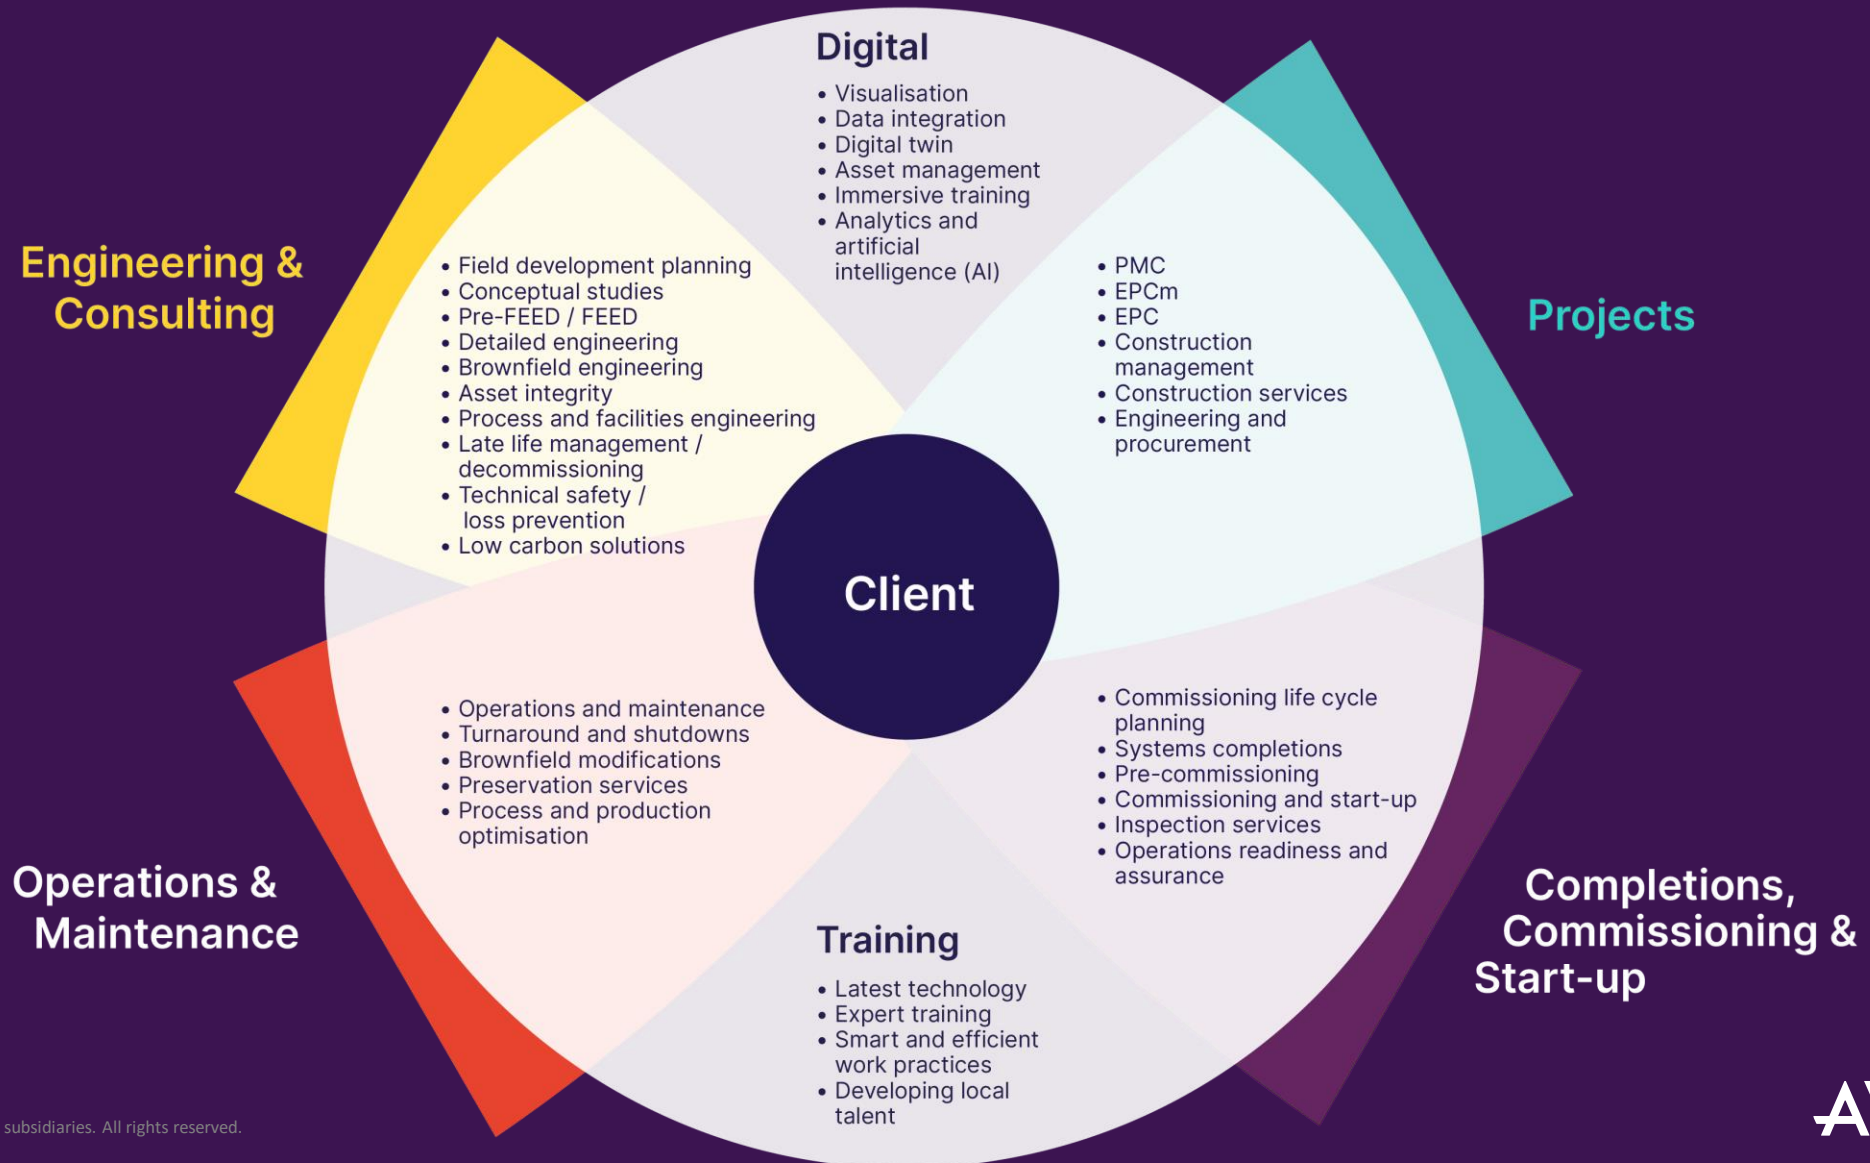 Digital
• Visualisation
• Data integration
• Digital twin
• Asset management
• Immersive training
• Analytics and
artificial
intelligence (AI)
Engineering &
Consulting
• Field development planning
• Conceptual studies
• Pre-FEED / FEED
• Detailed engineering
• Brownfield engineering
• Asset integrity
• Process and facilities engineering
• Late life management /
decommissioning
• Technical safety /
loss prevention
• Low carbon solutions
• PMC
• EPCm
• EPC
• Construction
management
• Construction services
• Engineering and
procurement
Projects
Client
Operations &
Maintenance
• Operations and maintenance
• Turnaround and shutdowns
• Brownfield modifications
• Preservation services
• Process and production
optimisation
• Commissioning life cycle
planning
• Systems completions
• Pre-commissioning
• Commissioning and start-up
• Inspection services
• Operations readiness and
assurance
Completions,
Commissioning &
Start-up
Training
• Latest technology
• Expert training
• Smart and efficient
work practices
• Developing local
talent
subsidiaries. All rights reserved.